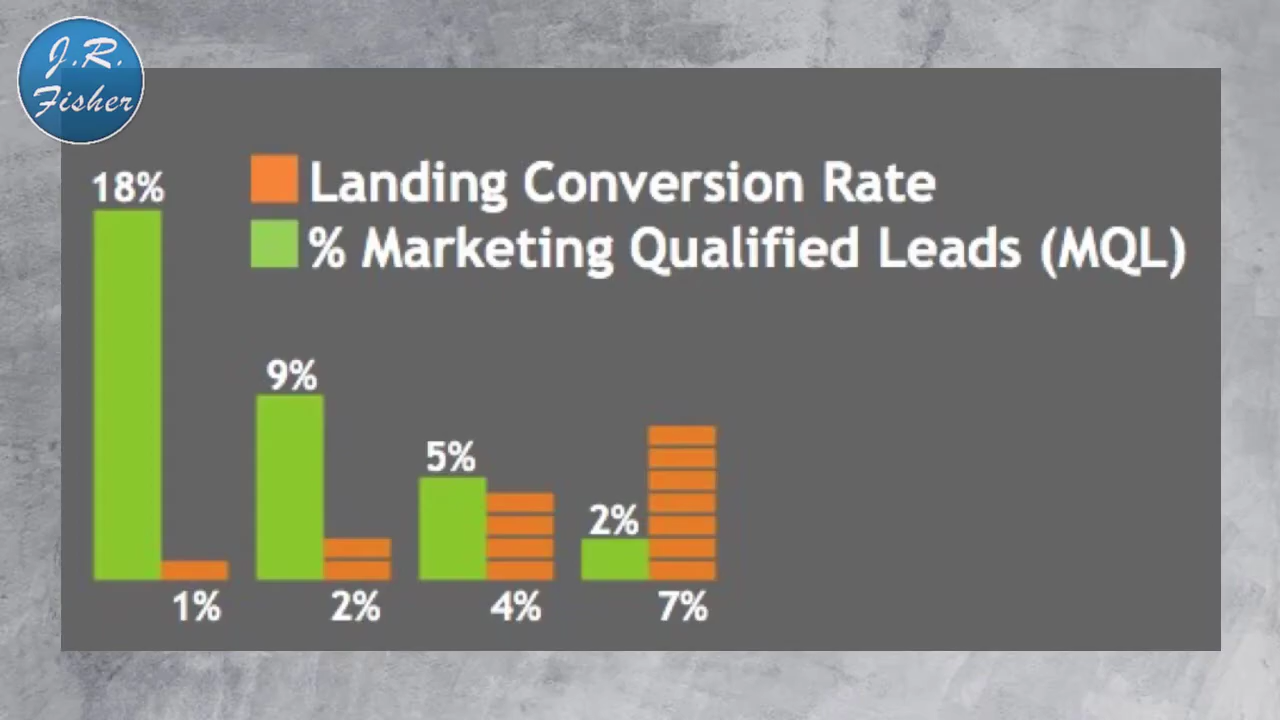 J.R.
Fisher
18%
Landing Conversion Rate
% Marketing Qualified Leads (MQL)
9%
5%
2%
1%
2%
4%
7%